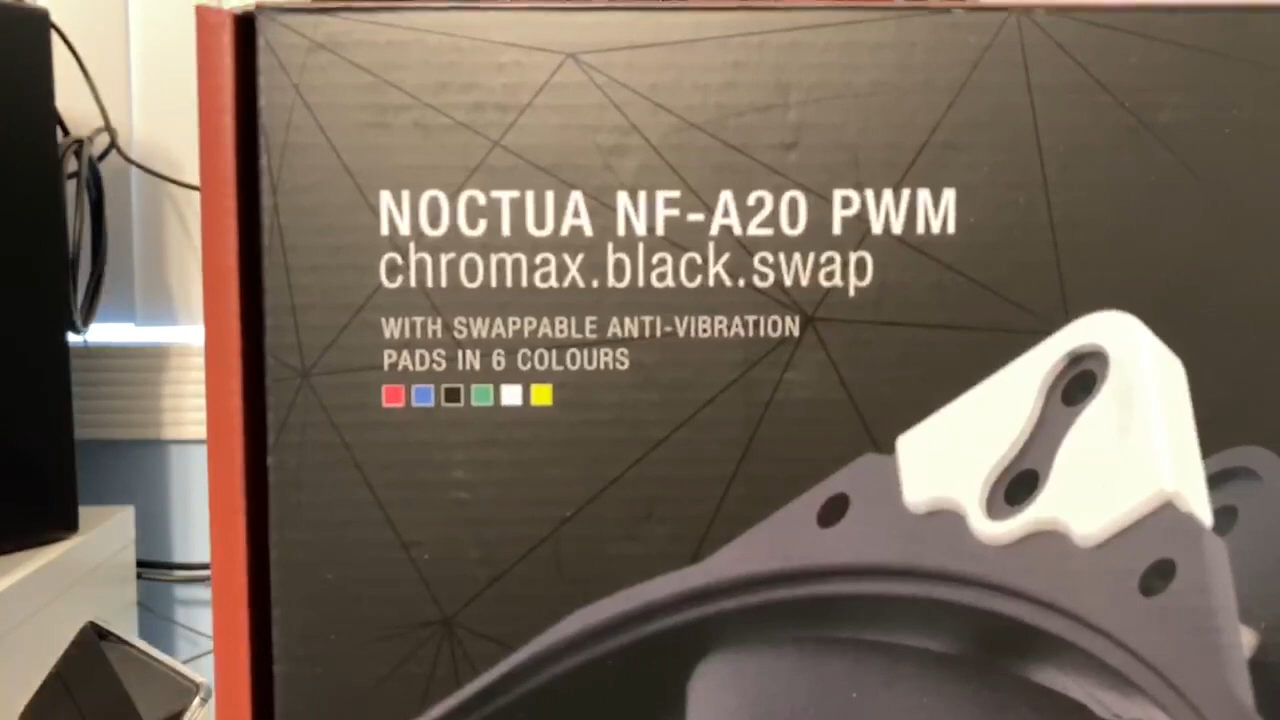 NOCTUA NF-A20 PWM
chromax.black.swap
WITH SWAPPABLE ANTI-VIBRATION
PADS IN 6 COLOURS